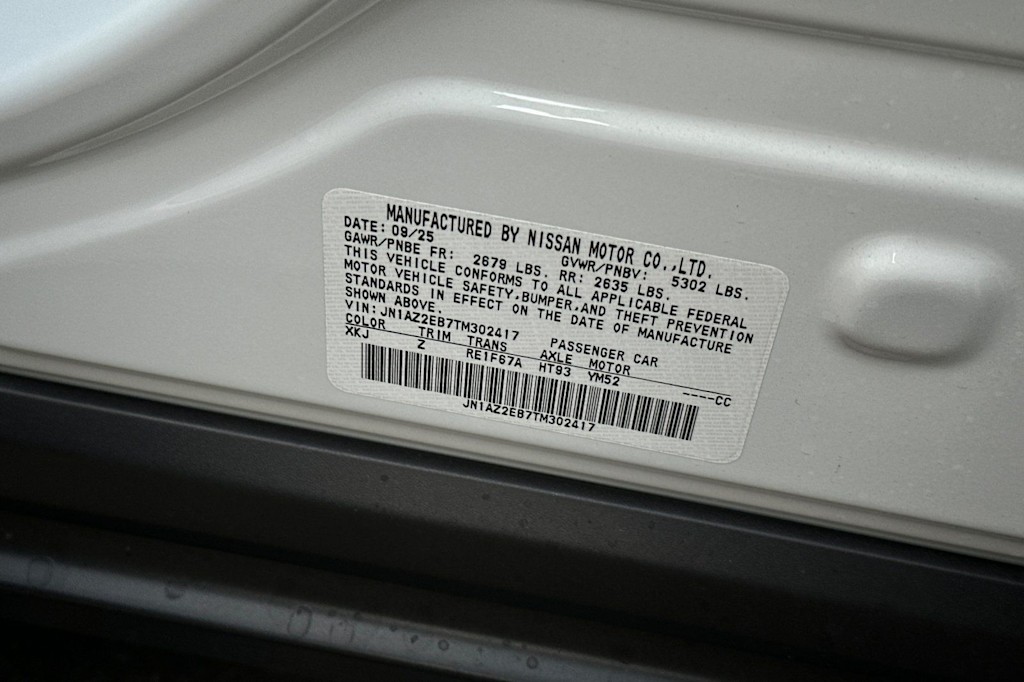 MANUFACTURED BY NISSAN MOTOR CO.,LTD.
DATE: 09/25 GVWR/PNBV: 5302 LBS.
GAWR/PNBE FR: 2679 LBS. RR: 2635 LBS.
THIS VEHICLE CONFORMS TO ALL APPLICABLE FEDERAL
MOTOR VEHICLE SAFETY,BUMPER,AND THEFT PREVENTION
STANDARDS IN EFFECT ON THE DATE OF MANUFACTURE
SHOWN ABOVE.
VIN: JN1AZ2EB7TM302417 PASSENGER CAR
COLOR TRIM TRANS AXLE MOTOR
XKJ Z RE1F67A HT93 YM52 ----CC
JN1AZ2EB7TM302417